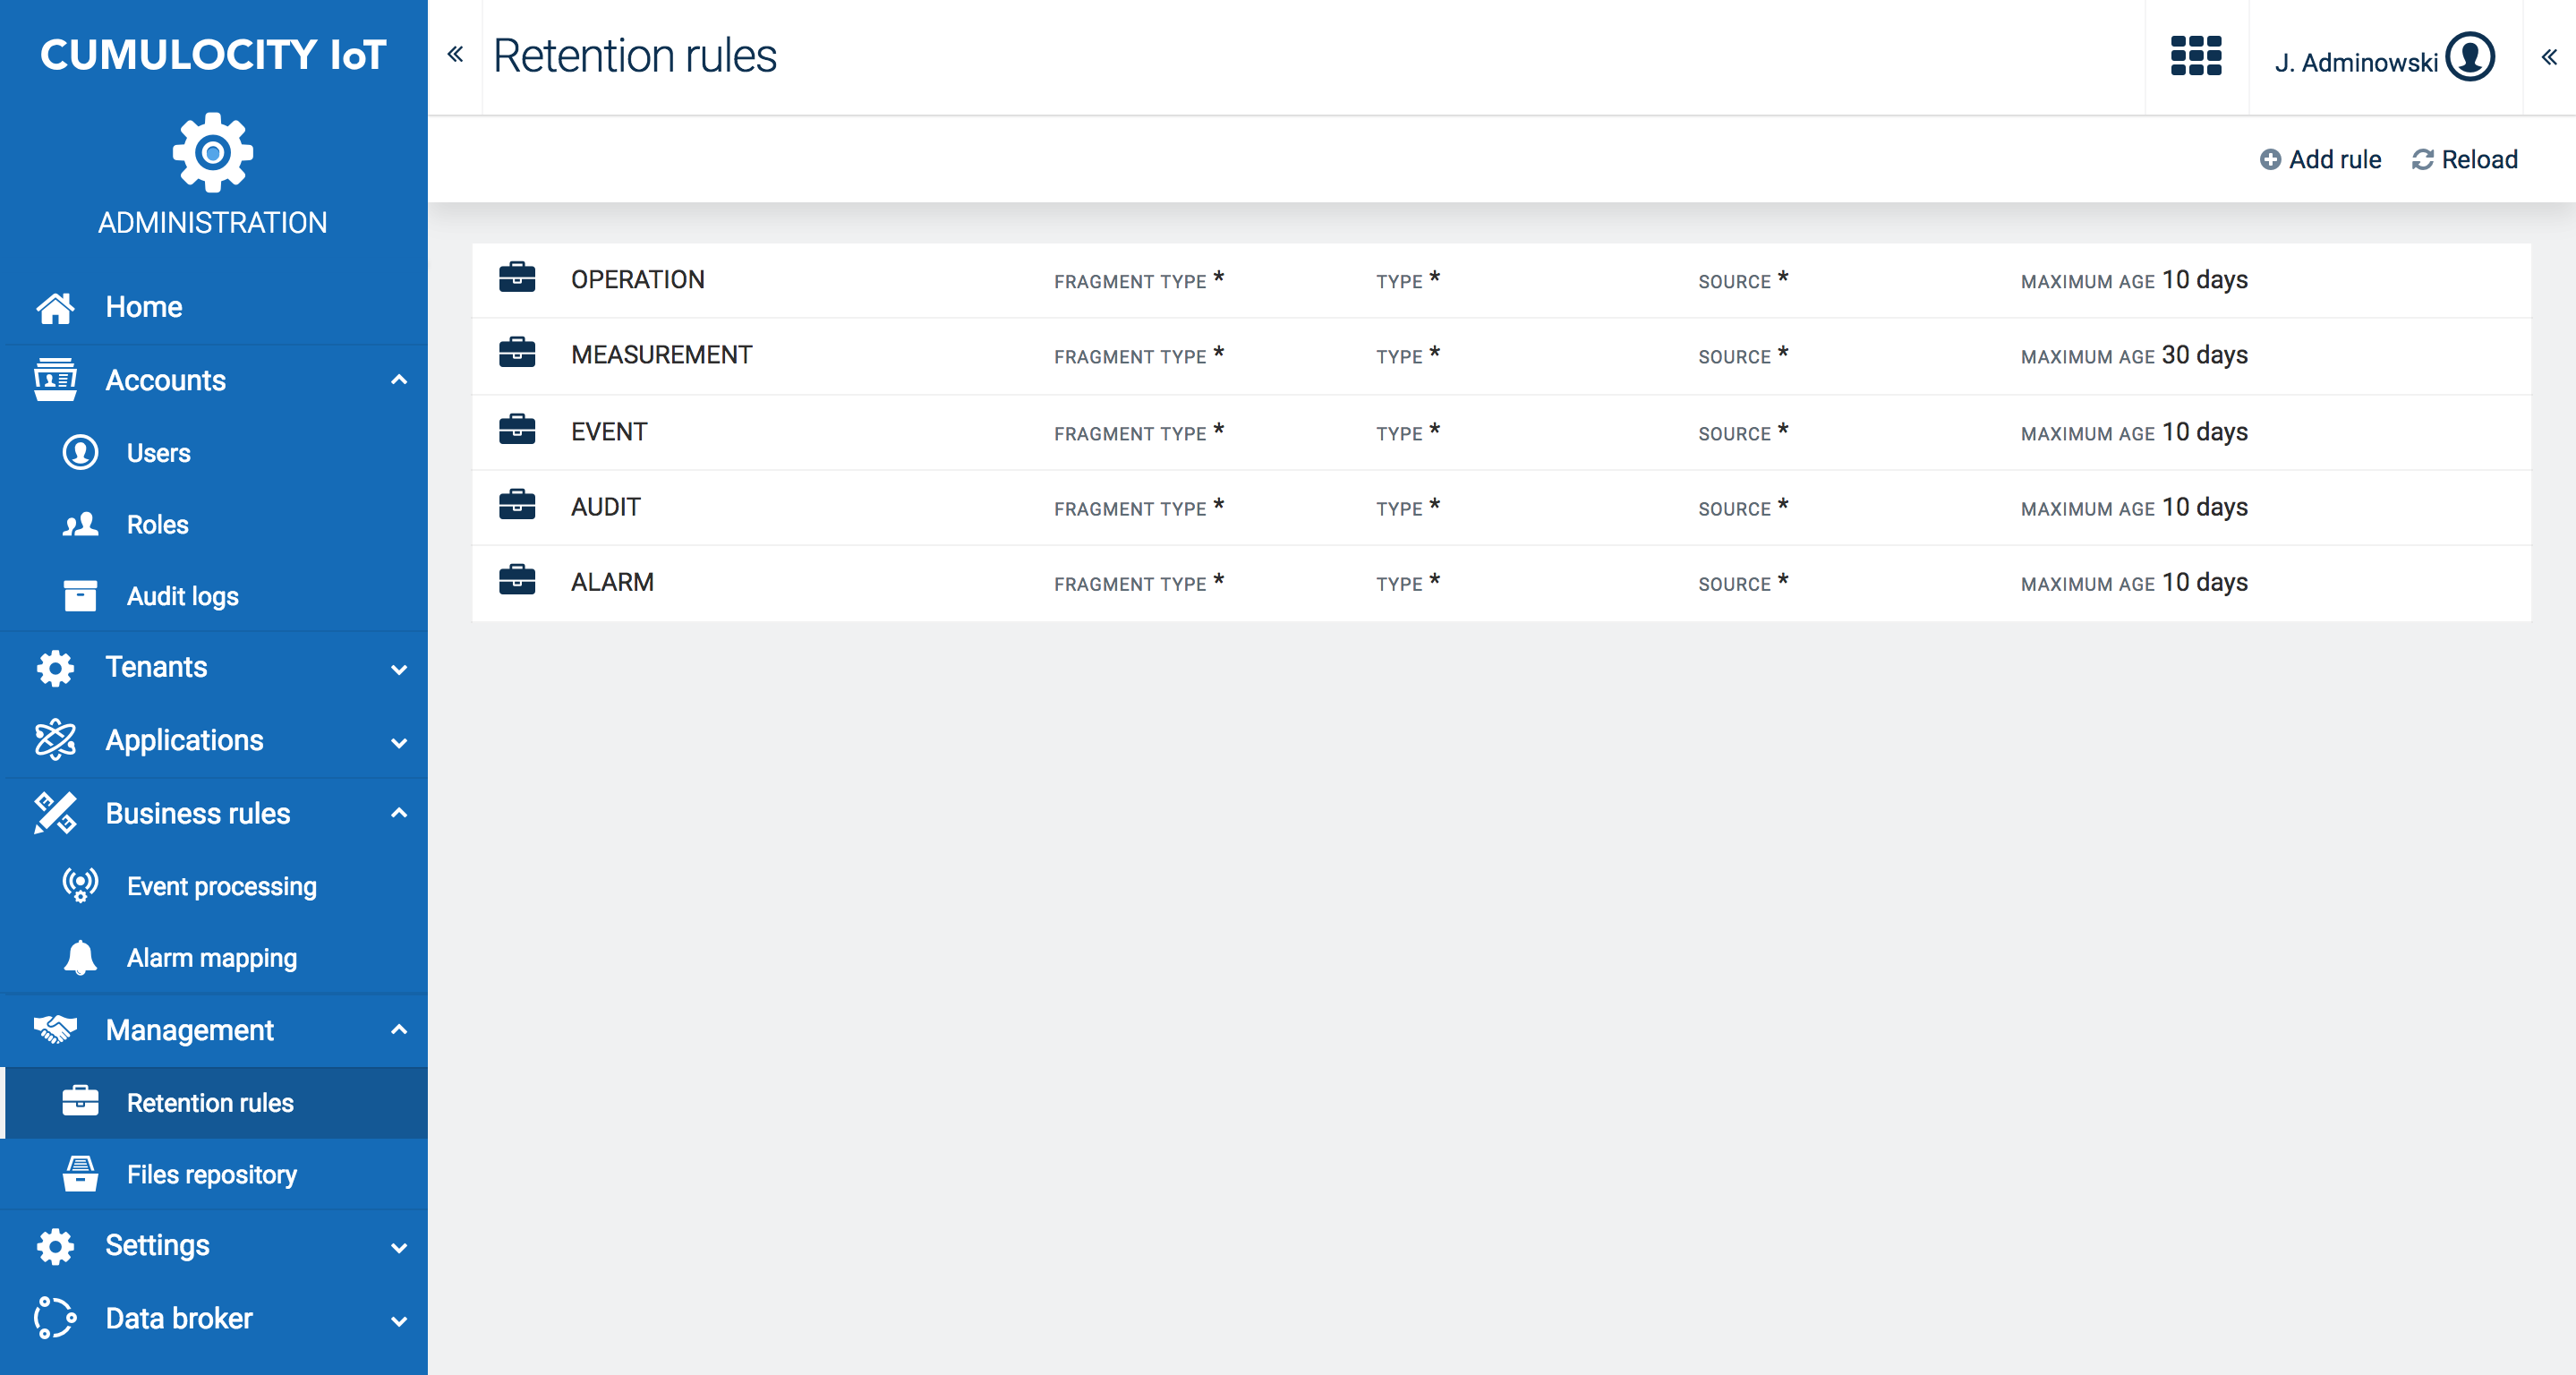 CUMULOCITY IoT
ADMINISTRATION
Home
Accounts
Users
Roles
Audit logs
Tenants
Applications
Business rules
Event processing
Alarm mapping
Management
Retention rules
Files repository
Settings
Data broker
Retention rules
J. Adminowski
Add rule Reload
OPERATION FRAGMENT TYPE * TYPE * SOURCE * MAXIMUM AGE 10 days
MEASUREMENT FRAGMENT TYPE * TYPE * SOURCE * MAXIMUM AGE 30 days
EVENT FRAGMENT TYPE * TYPE * SOURCE * MAXIMUM AGE 10 days
AUDIT FRAGMENT TYPE * TYPE * SOURCE * MAXIMUM AGE 10 days
ALARM FRAGMENT TYPE * TYPE * SOURCE * MAXIMUM AGE 10 days